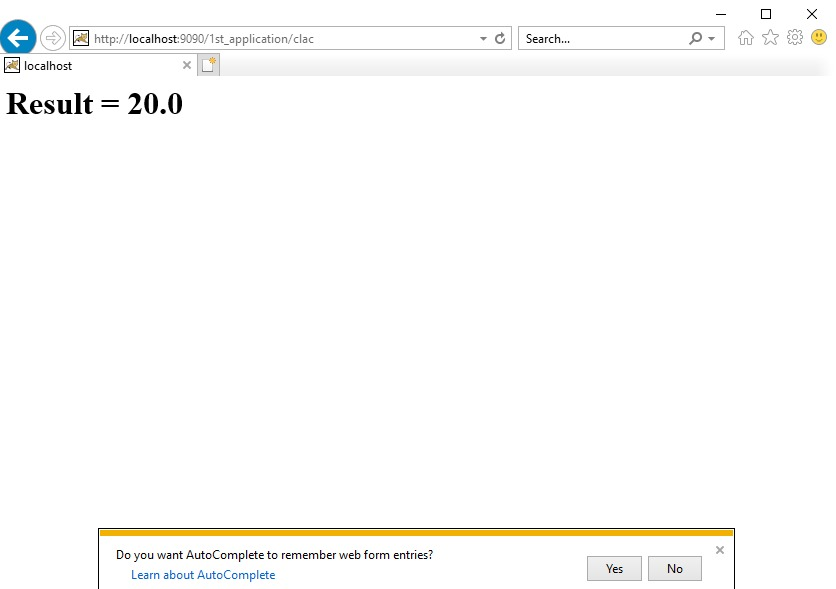 http://localhost:9090/1st_application/clac
Search...
localhost
Result = 20.0
Do you want AutoComplete to remember web form entries?
Learn about AutoComplete
Yes
No